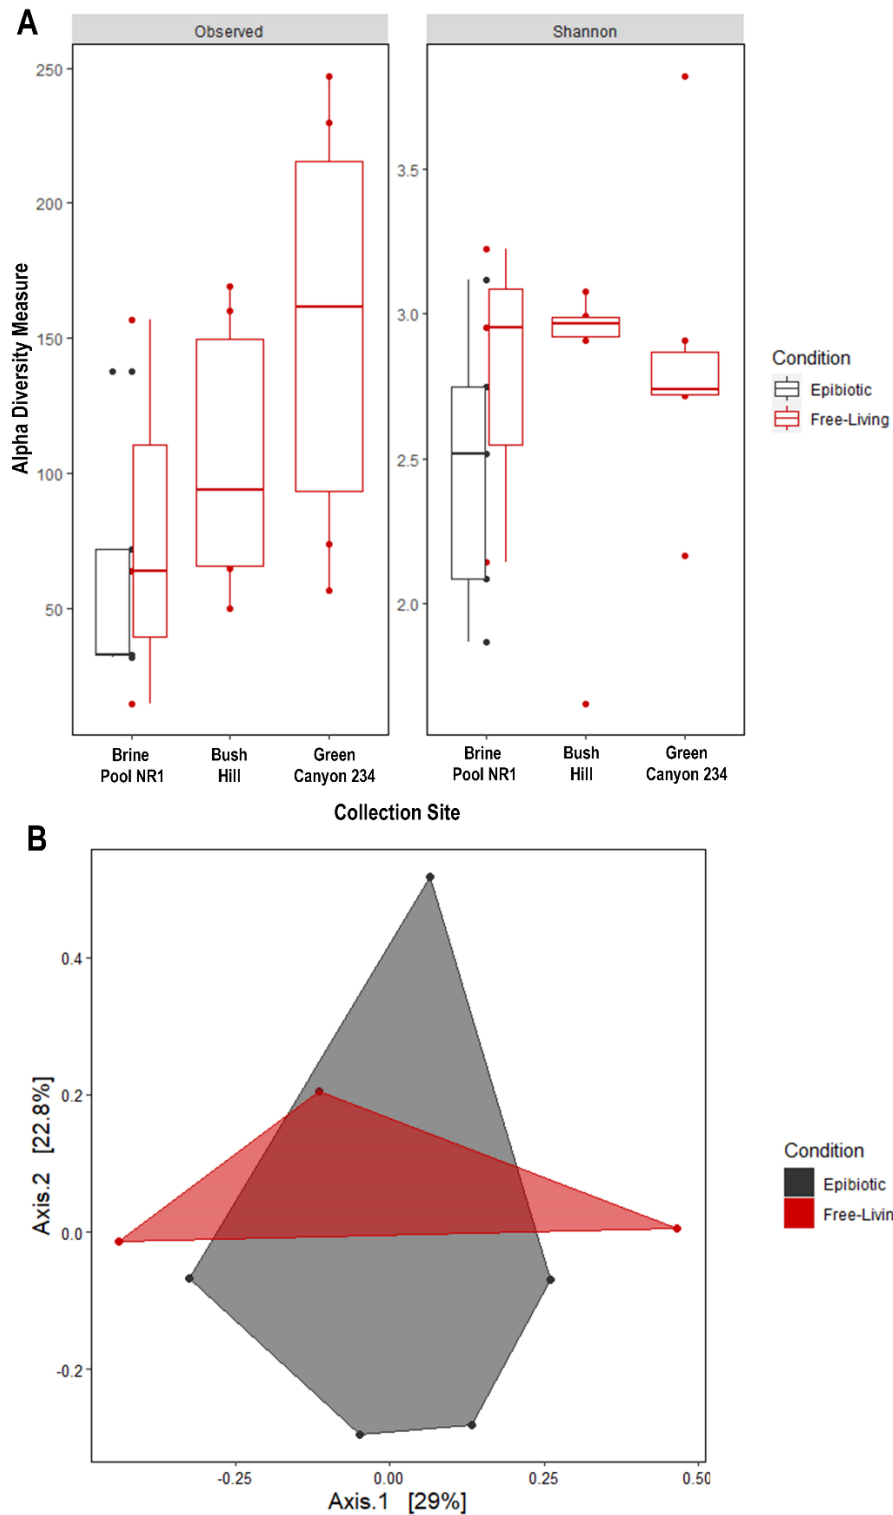 A
Observed
Shannon
Alpha Diversity Measure
250
200
150
100
50
3.5
3.0
2.5
2.0
Brine
Pool NR1
Bush
Hill
Green
Canyon 234
Brine
Pool NR1
Bush
Hill
Green
Canyon 234
Collection Site
Condition
Epibiotic
Free-Living
B
Axis.2 [22.8%]
0.4
0.2
0.0
-0.2
-0.25
0.00
0.25
0.50
Axis.1 [29%]
Condition
Epibiotic
Free-Livin